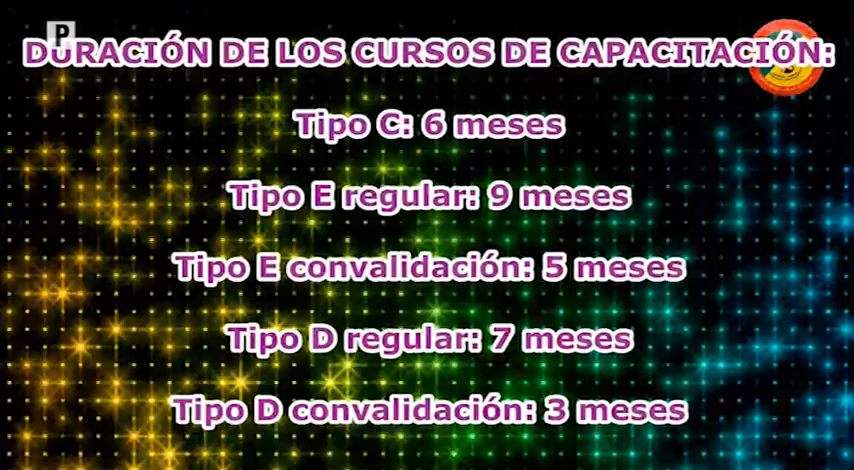 P
DURACIÓN DE LOS CURSOS DE CAPACITACIÓN:
Tipo C: 6 meses
Tipo E regular: 9 meses
Tipo E convalidación: 5 meses
Tipo D regular: 7 meses
Tipo D convalidación: 3 meses